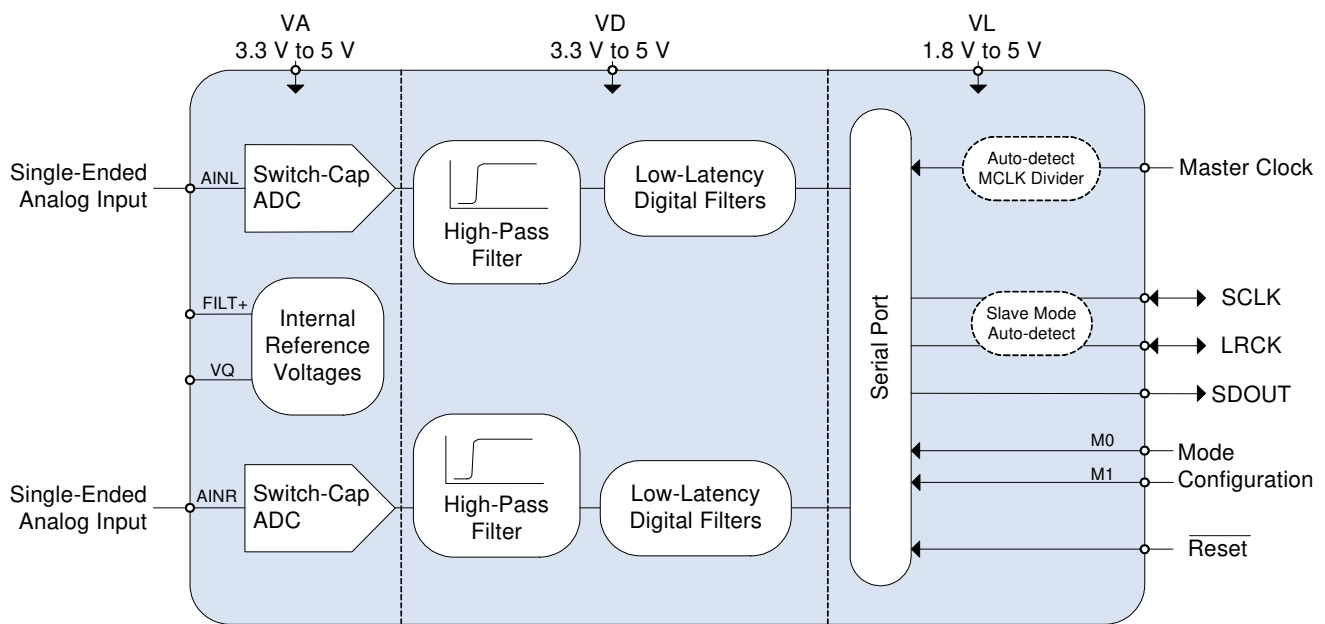 VA
3.3 V to 5 V
VD
3.3 V to 5 V
VL
1.8 V to 5 V
Single-Ended
Analog Input
AINL
Switch-Cap
ADC
High-Pass
Filter
Low-Latency
Digital Filters
Auto-detect
MCLK Divider
Master Clock
FILT+
VQ
Internal
Reference
Voltages
Serial Port
Slave Mode
Auto-detect
SCLK
LRCK
SDOUT
Single-Ended
Analog Input
AINR
Switch-Cap
ADC
High-Pass
Filter
Low-Latency
Digital Filters
M0
M1
Mode
Configuration
Reset